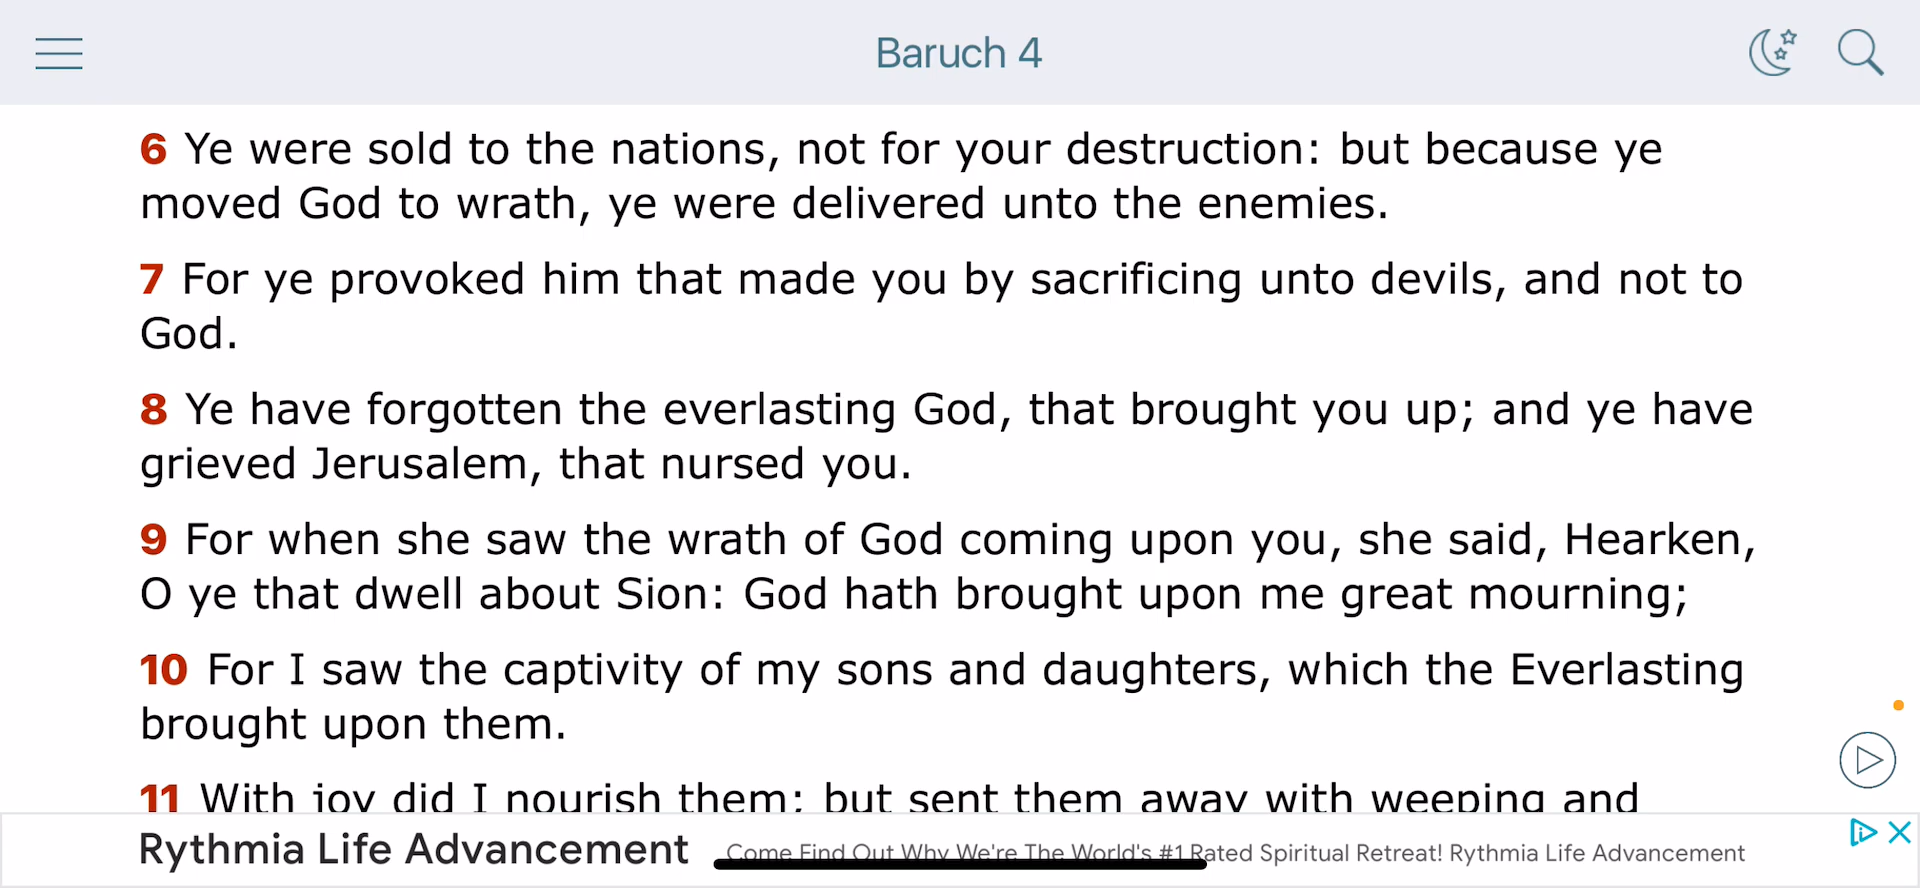 Baruch 4
6 Ye were sold to the nations, not for your destruction: but because ye
moved God to wrath, ye were delivered unto the enemies.
7 For ye provoked him that made you by sacrificing unto devils, and not to
God.
8 Ye have forgotten the everlasting God, that brought you up; and ye have
grieved Jerusalem, that nursed you.
9 For when she saw the wrath of God coming upon you, she said, Hearken,
O ye that dwell about Sion: God hath brought upon me great mourning;
10 For I saw the captivity of my sons and daughters, which the Everlasting
brought upon them.
11 With joy did I nourish them; but sent them away with weeping and
Rythmia Life Advancement
Come Find Out Why We're The World's #1 Rated Spiritual Retreat! Rythmia Life Advancement